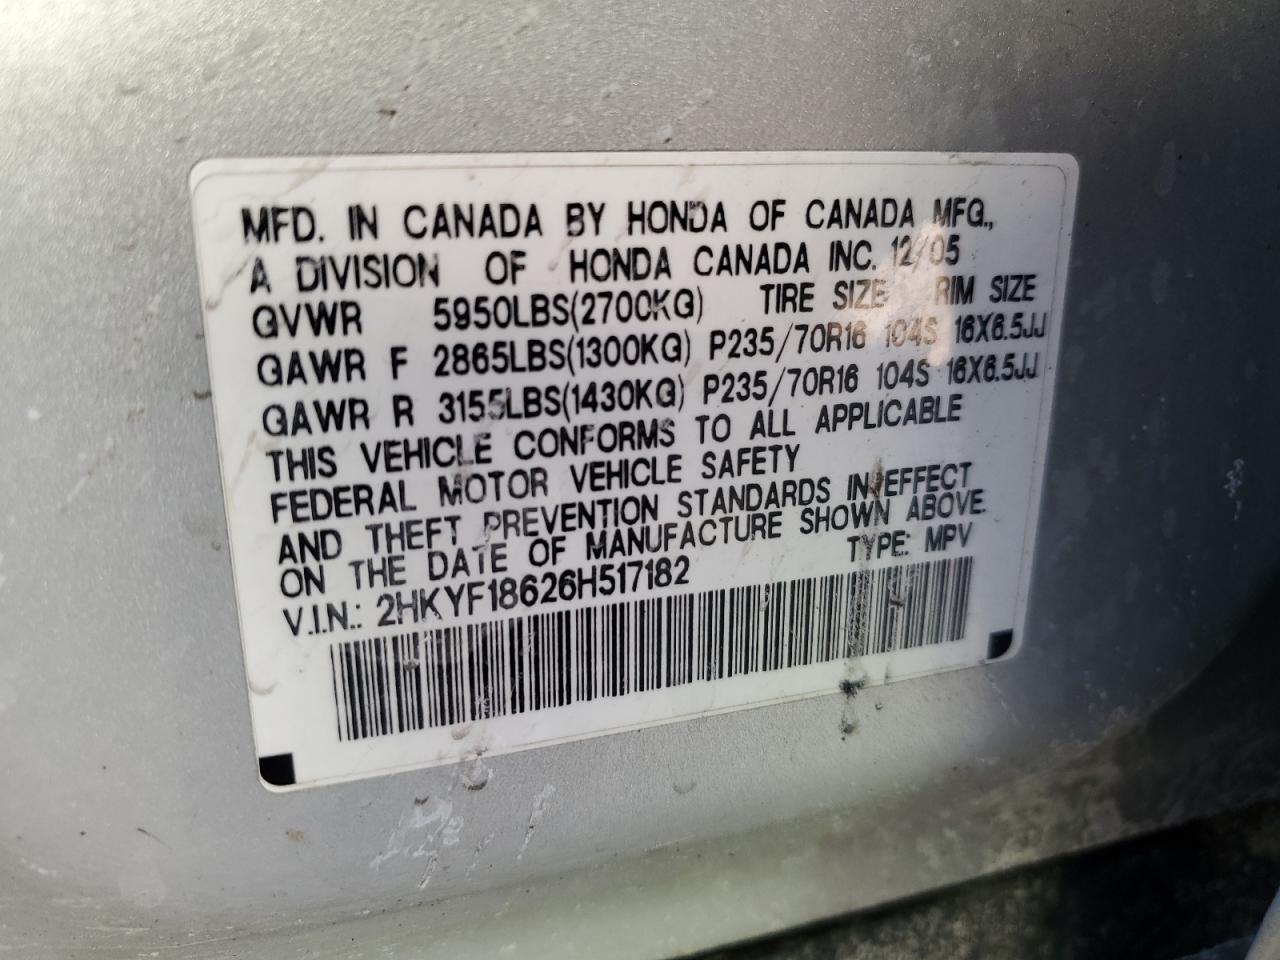 MFD. IN CANADA BY HONDA OF CANADA MFG.,
A DIVISION OF HONDA CANADA INC. 12/05
GVWR 5950LBS(2700KG) TIRE SIZE RIM SIZE
GAWR F 2865LBS(1300KG) P235/70R16 104S 16X6.5JJ
GAWR R 3155LBS(1430KG) P235/70R16 104S 16X6.5JJ
THIS VEHICLE CONFORMS TO ALL APPLICABLE
FEDERAL MOTOR VEHICLE SAFETY
AND THEFT PREVENTION STANDARDS IN EFFECT
ON THE DATE OF MANUFACTURE SHOWN ABOVE.
V.I.N.: 2HKYF18626H517182 TYPE: MPV